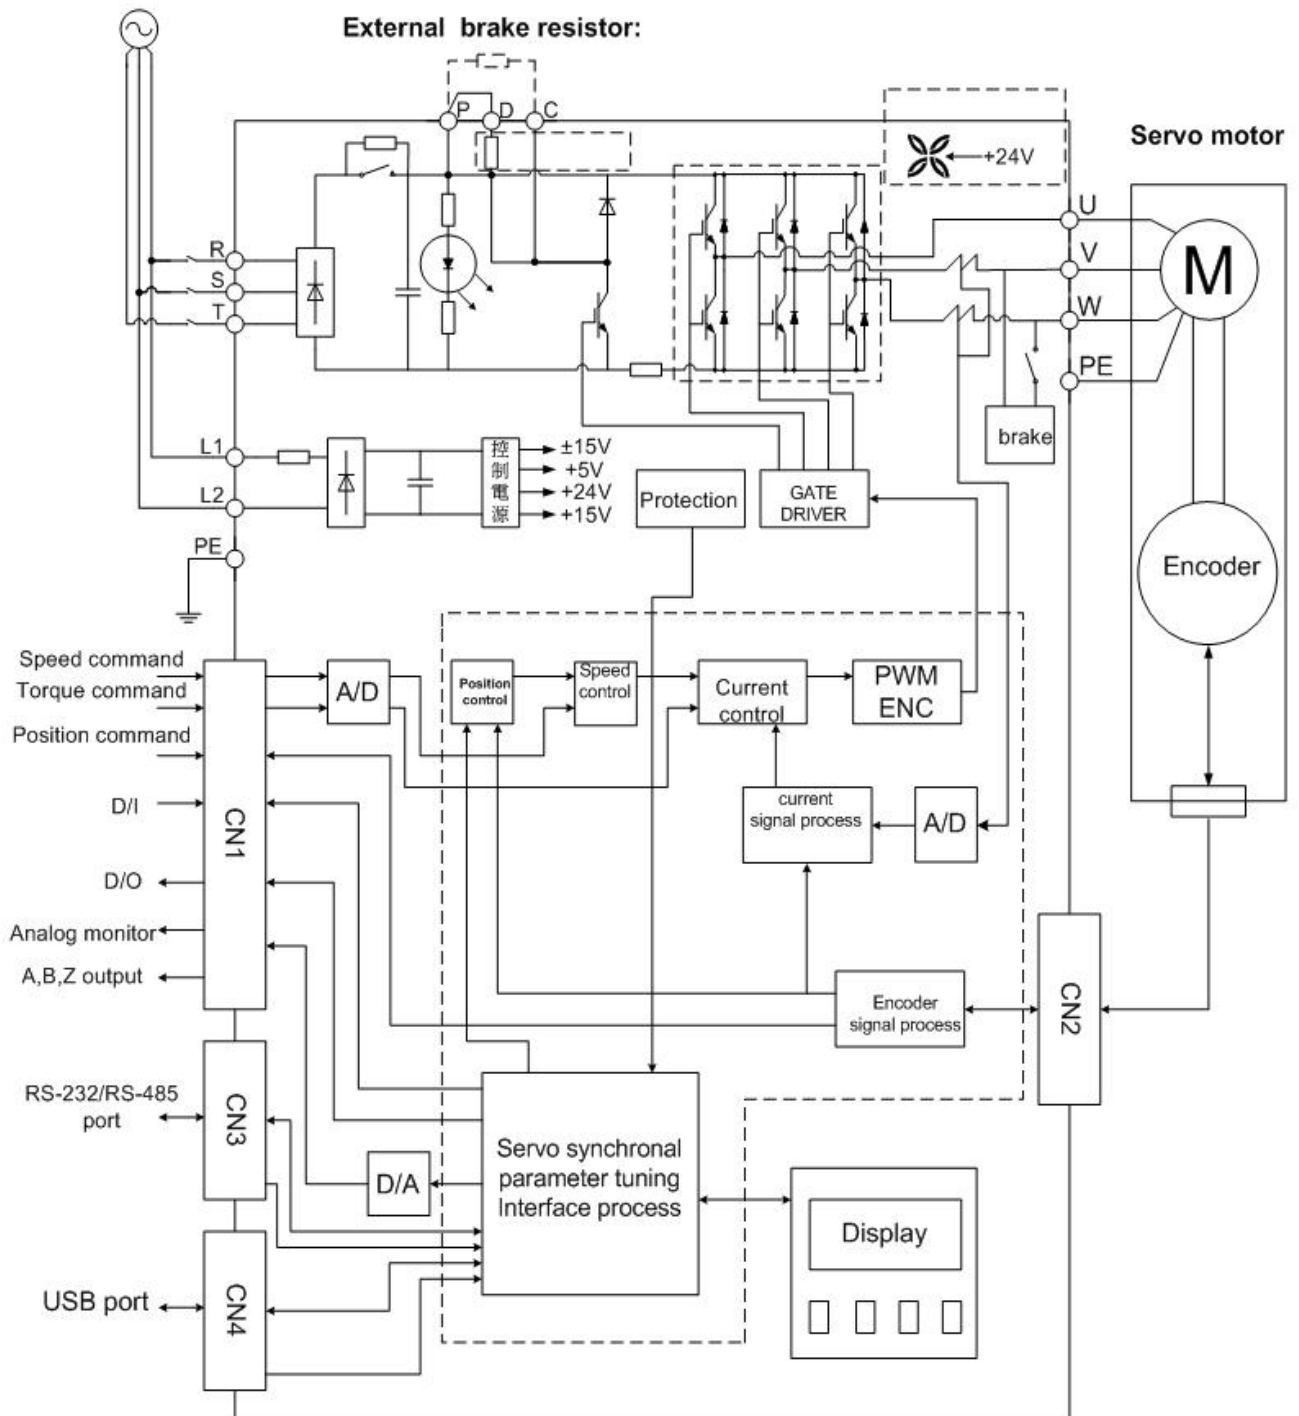 External brake resistor:
P D C
+24V
Servo motor
R
S
T
U
V
W
PE
M
brake
L1
L2
PE
控
制
電
源
±15V
+5V
+24V
+15V
Protection
GATE
DRIVER
Encoder
Speed command
Torque command
Position command
D/I
D/O
Analog monitor
A,B,Z output
CN1
A/D
Position
control
Speed
control
Current
control
PWM
ENC
current
signal process
A/D
Encoder
signal process
CN2
RS-232/RS-485
port
CN3
D/A
Servo synchronal
parameter tuning
Interface process
Display
USB port
CN4